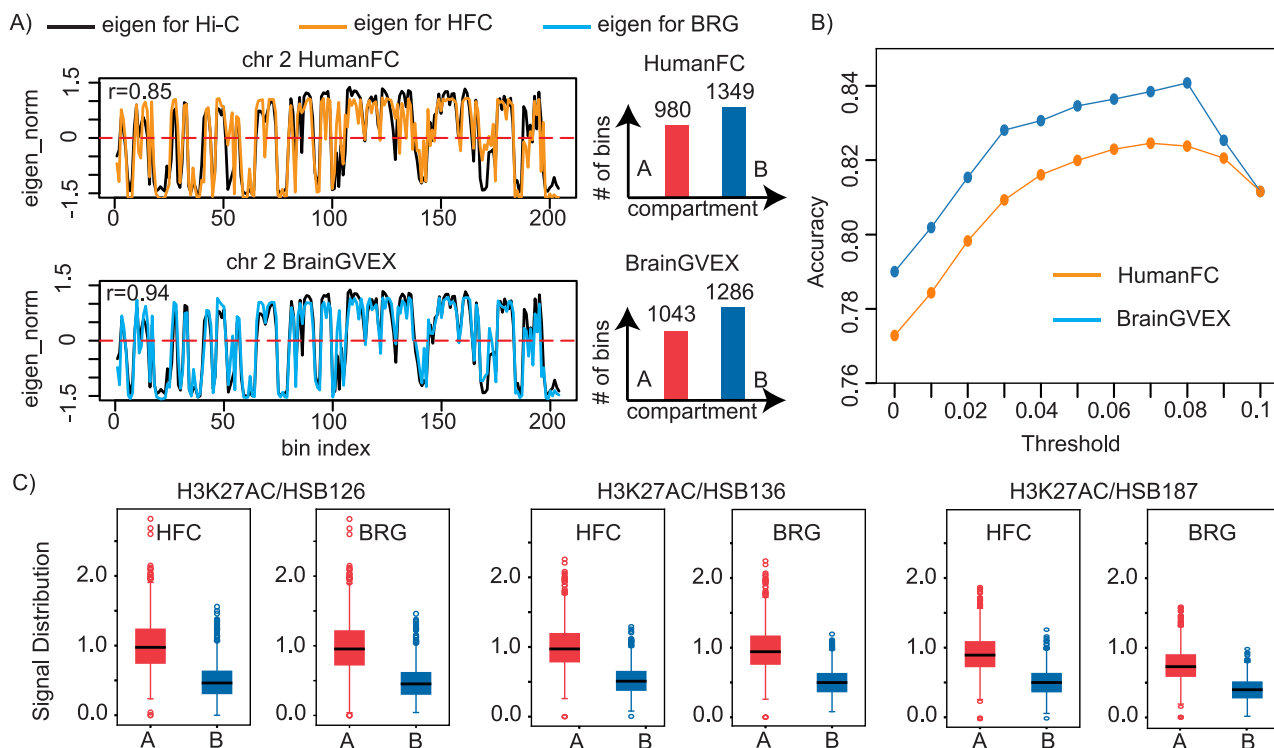 A)
eigen for Hi-C
eigen for HFC
eigen for BRG
chr 2 HumanFC
r=0.85
eigen_norm
1.5
0
-1.5
0
50
100
150
200
HumanFC
# of bins
980
1349
A
B
compartment
chr 2 BrainGVEX
r=0.94
eigen_norm
1.5
0
-1.5
0
50
100
150
200
bin index
BrainGVEX
# of bins
1043
1286
A
B
compartment
B)
Accuracy
0.84
0.82
0.80
0.78
0.76
HumanFC
BrainGVEX
0
0.02
0.04
0.06
0.08
0.1
Threshold
C)
Signal Distribution
H3K27AC/HSB126
HFC
2.0
1.0
0.0
A
B
BRG
2.0
1.0
0.0
A
B
H3K27AC/HSB136
HFC
2.0
1.0
0.0
A
B
BRG
2.0
1.0
0.0
A
B
H3K27AC/HSB187
HFC
2.0
1.0
0.0
A
B
BRG
2.0
1.0
0.0
A
B